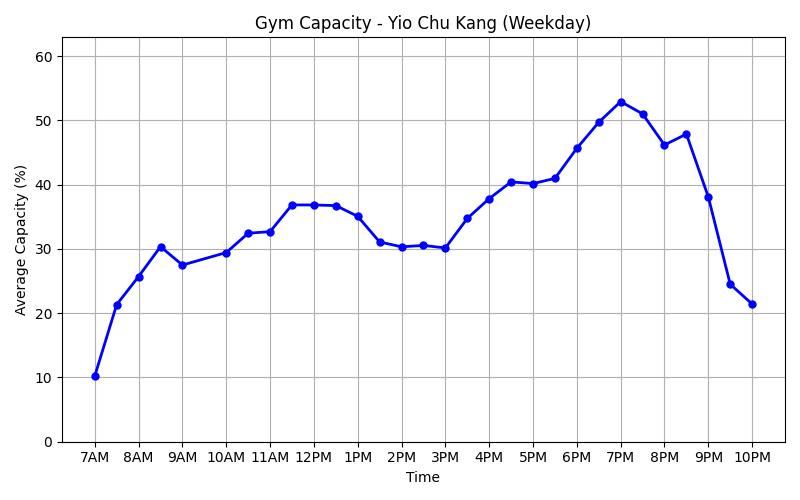 Gym Capacity - Yio Chu Kang (Weekday)
Average Capacity (%)
60
50
40
30
20
10
0
7AM 8AM 9AM 10AM 11AM 12PM 1PM 2PM 3PM 4PM 5PM 6PM 7PM 8PM 9PM 10PM
Time